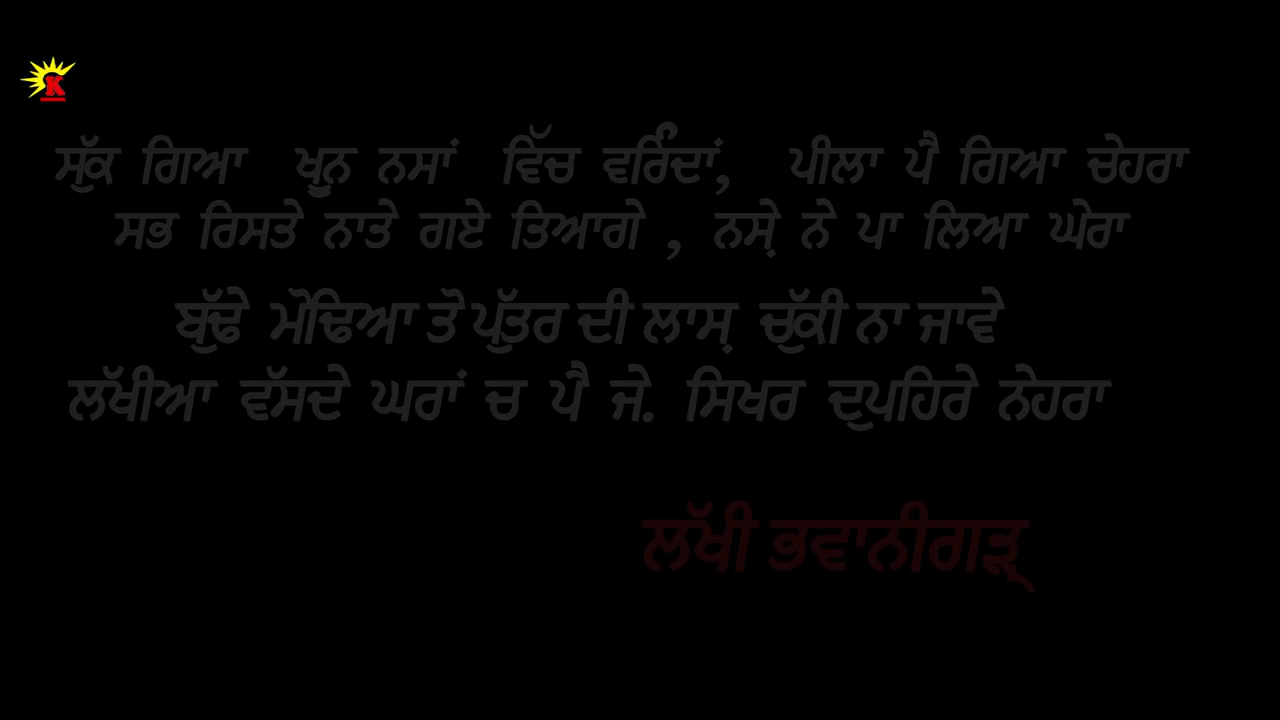 K
ਸੁੱਕ ਗਿਆ ਖੂਨ ਨਸਾਂ ਵਿੱਚ ਵਰਿੰਦਾਂ, ਪੀਲਾ ਪੈ ਗਿਆ ਚੇਹਰਾ
ਸਭ ਰਿਸਤੇ ਨਾਤੇ ਗਏ ਤਿਆਗੇ , ਨਸ਼ੇ ਨੇ ਪਾ ਲਿਆ ਘੇਰਾ
ਬੁੱਢੇ ਮੋਢਿਆ ਤੋ ਪੁੱਤਰ ਦੀ ਲਾਸ਼ ਚੁੱਕੀ ਨਾ ਜਾਵੇ
ਲੱਖੀਆ ਵੱਸਦੇ ਘਰਾਂ ਚ ਪੈ ਜੇ. ਸਿਖਰ ਦੁਪਹਿਰੇ ਨੇਹਰਾ
ਲੱਖੀ ਭਵਾਨੀਗੜ੍